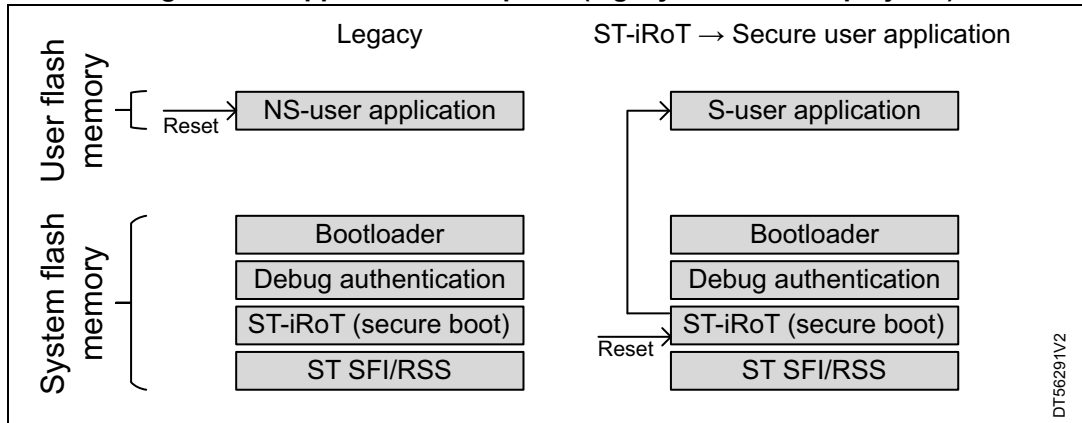 Legacy
ST-iRoT → Secure user application
User flash
memory
Reset
NS-user application
S-user application
System flash
memory
Bootloader
Debug authentication
ST-iRoT (secure boot)
ST SFI/RSS
Bootloader
Debug authentication
Reset
ST-iRoT (secure boot)
ST SFI/RSS
DT56291V2